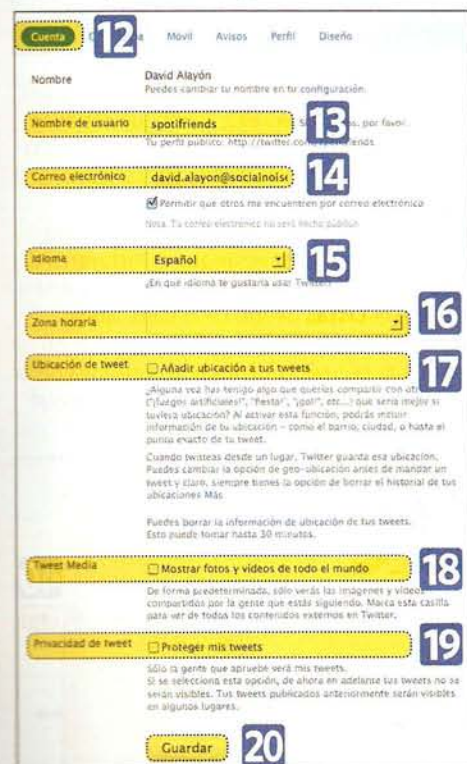 Cuenta 12 Móvil Avisos Perfil Diseño
Nombre David Alayón
Puedes cambiar tu nombre en tu configuración.
Nombre de usuario spotifriends 13 por favor.
Tu perfil público: http://twitter.com/
Correo electrónico david.alayon@socialnoise 14
Permitir que otros me encuentren por correo electrónico
Nota: Tu correo electrónico no será hecho público
Idioma Español 15
¿En qué idioma te gustaría usar Twitter?
Zona horaria 16
Ubicación de tweet Añadir ubicación a tus tweets 17
¿Alguna vez has tenido algo que querías compartir con
("¡fuegos artificiales!", "fiesta!", "¡gol!", etc...) que sería mejor si
tuviera ubicación? Al activar esta función, podrás incluir
información de tu ubicación – como el barrio, ciudad, o hasta el
punto exacto de tu tweet.
Cuando twitteas desde un lugar, Twitter guarda esa ubicación.
Puedes cambiar la opción de geo-ubicación antes de mandar un
tweet y claro, siempre tienes la opción de borrar el historial de tus
ubicaciones Más
Puedes borrar la información de ubicación de tus tweets.
Esto puede tomar hasta 30 minutos.
Tweet Media Mostrar fotos y videos de todo el mundo 18
De forma predeterminada, sólo verás las imágenes y videos
compartidos por la gente que estás siguiendo. Marca esta casilla
para ver de todos los contenidos externos en Twitter.
Privacidad de tweet Proteger mis tweets 19
Sólo la gente que apruebe verá mis tweets.
Si se selecciona esta opción, de ahora en adelante tus tweets no se
serán visibles. Tus tweets publicados anteriormente serán visibles
en algunos lugares.
Guardar 20